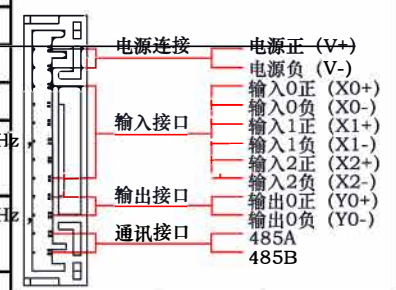 电源连接
电源正 (V+)
电源负 (V-)
输入接口
输入0正 (X0+)
输入0负 (X0-)
输入1正 (X1+)
输入1负 (X1-)
输入2正 (X2+)
输入2负 (X2-)
输出接口
输出0正 (Y0+)
输出0负 (Y0-)
通讯接口
485A
485B
Hz
Hz